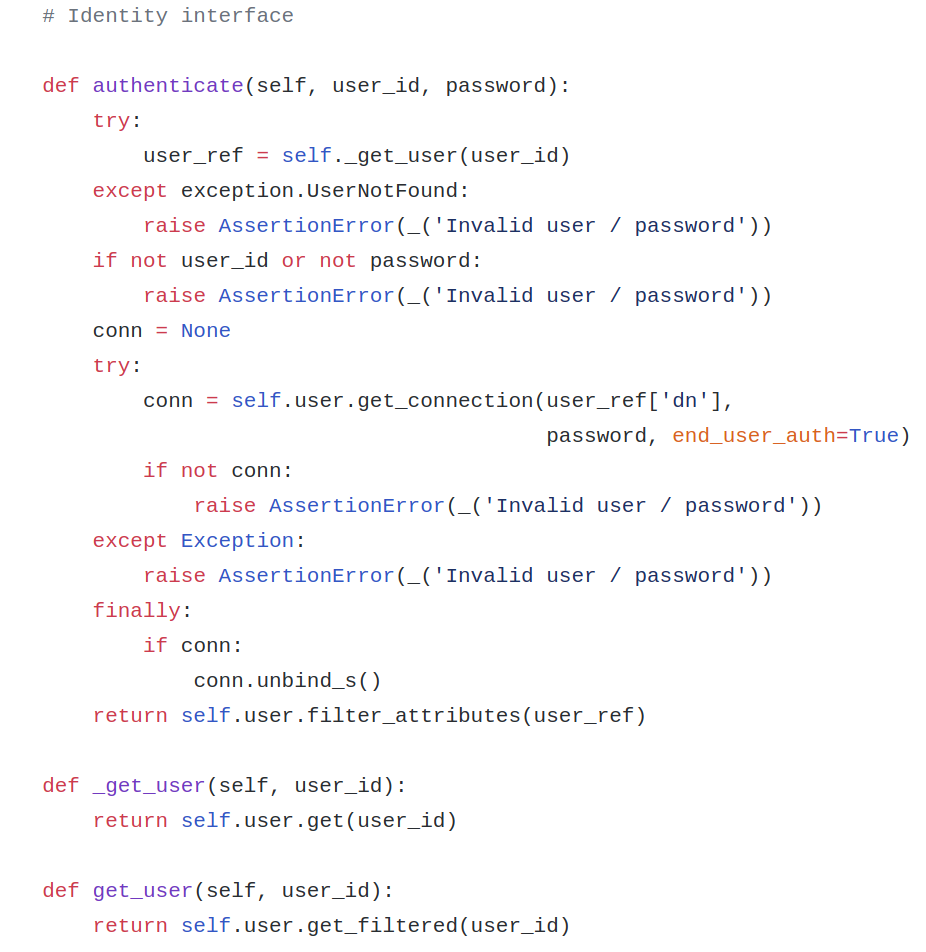 # Identity interface

def authenticate(self, user_id, password):
    try:
        user_ref = self._get_user(user_id)
    except exception.UserNotFound:
        raise AssertionError(_('Invalid user / password'))
    if not user_id or not password:
        raise AssertionError(_('Invalid user / password'))
    conn = None
    try:
        conn = self.user.get_connection(user_ref['dn'],
                                        password, end_user_auth=True)
        if not conn:
            raise AssertionError(_('Invalid user / password'))
    except Exception:
        raise AssertionError(_('Invalid user / password'))
    finally:
        if conn:
            conn.unbind_s()
    return self.user.filter_attributes(user_ref)

def _get_user(self, user_id):
    return self.user.get(user_id)

def get_user(self, user_id):
    return self.user.get_filtered(user_id)